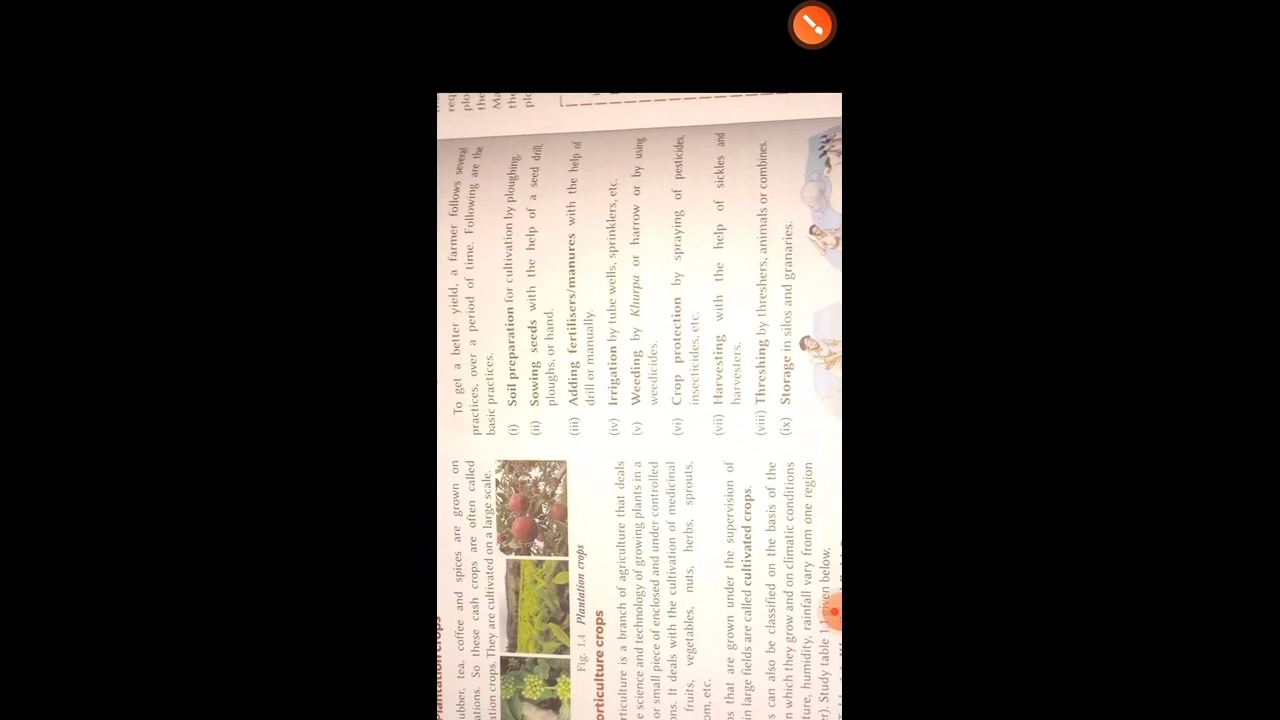 plantation crops
ubber, tea, coffee and spices are grown on
ations. So these cash crops are often called
ation crops. They are cultivated on a large scale.
Fig. 1.4 Plantation crops
orticulture crops
rticulture is a branch of agriculture that deals
e science and technology of growing plants in a
or small piece of enclosed and under controlled
ons. It deals with the cultivation of medicinal
fruits, vegetables, nuts, herbs, sprouts,
om, etc.
ps that are grown under the supervision of
in large fields are called cultivated crops.
s can also be classified on the basis of the
n which they grow and on climatic conditions
ture, humidity, rainfall vary from one region
er). Study table 1.1 given below.
To get a better yield, a farmer follows several
practices, over a period of time. Following are the
basic practices.
(i) Soil preparation for cultivation by ploughing.
(ii) Sowing seeds with the help of a seed drill,
ploughs, or hand.
(iii) Adding fertilisers/manures with the help of
drill or manually.
(iv) Irrigation by tube wells, sprinklers, etc.
(v) Weeding by Khurpa or harrow or by using
weedicides.
(vi) Crop protection by spraying of pesticides,
insecticides, etc.
(vii) Harvesting with the help of sickles and
harvesters.
(viii) Threshing by threshers, animals or combines.
(ix) Storage in silos and granaries.
req
plo
the
Ma
the
plo